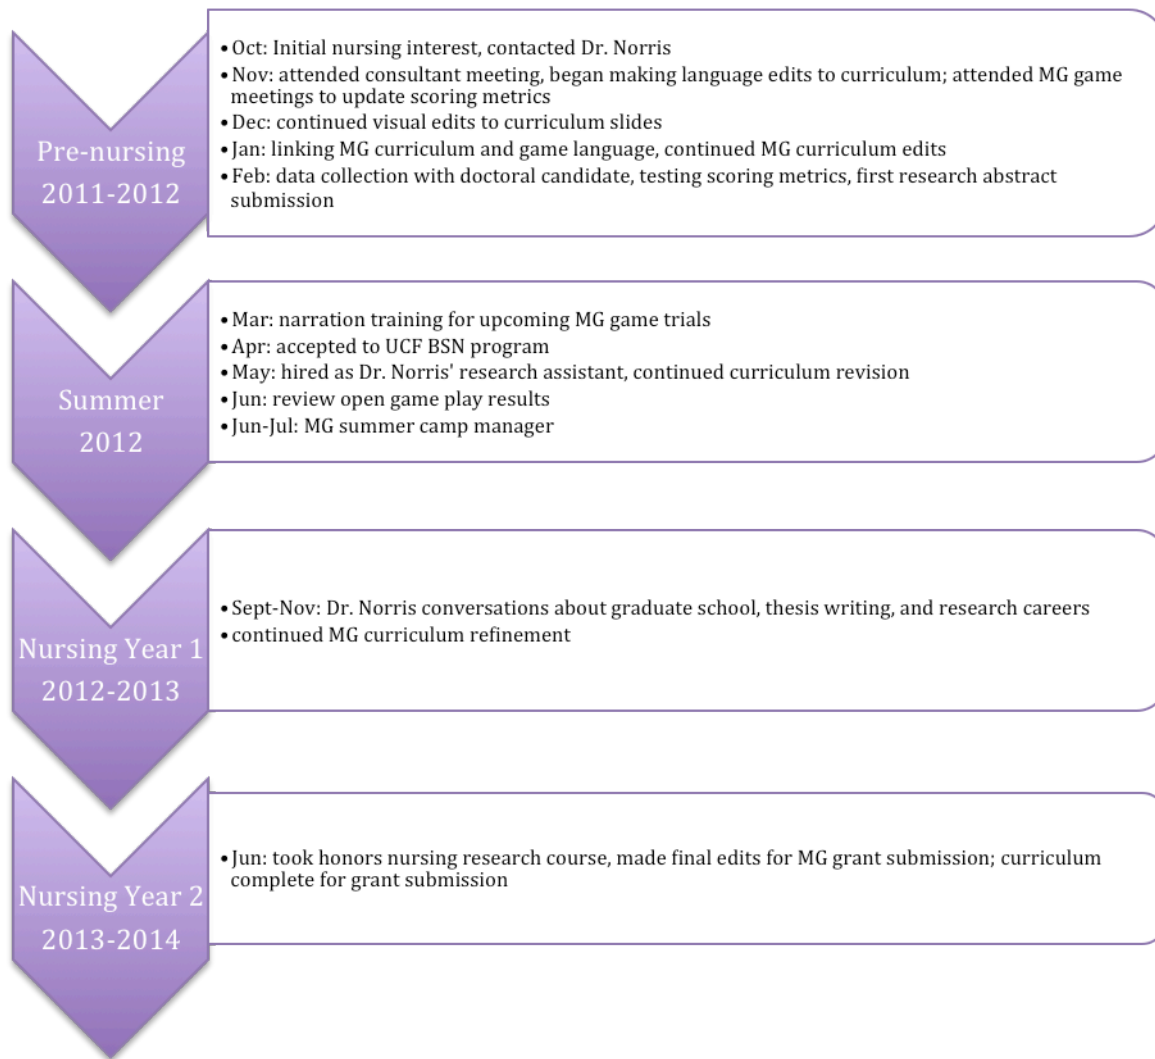 Pre-nursing
2011-2012
•Oct: Initial nursing interest, contacted Dr. Norris
•Nov: attended consultant meeting, began making language edits to curriculum; attended MG game
meetings to update scoring metrics
•Dec: continued visual edits to curriculum slides
•Jan: linking MG curriculum and game language, continued MG curriculum edits
•Feb: data collection with doctoral candidate, testing scoring metrics, first research abstract
submission
Summer
2012
•Mar: narration training for upcoming MG game trials
•Apr: accepted to UCF BSN program
•May: hired as Dr. Norris' research assistant, continued curriculum revision
•Jun: review open game play results
•Jun-Jul: MG summer camp manager
Nursing Year 1
2012-2013
•Sept-Nov: Dr. Norris conversations about graduate school, thesis writing, and research careers
•continued MG curriculum refinement
Nursing Year 2
2013-2014
•Jun: took honors nursing research course, made final edits for MG grant submission; curriculum
complete for grant submission